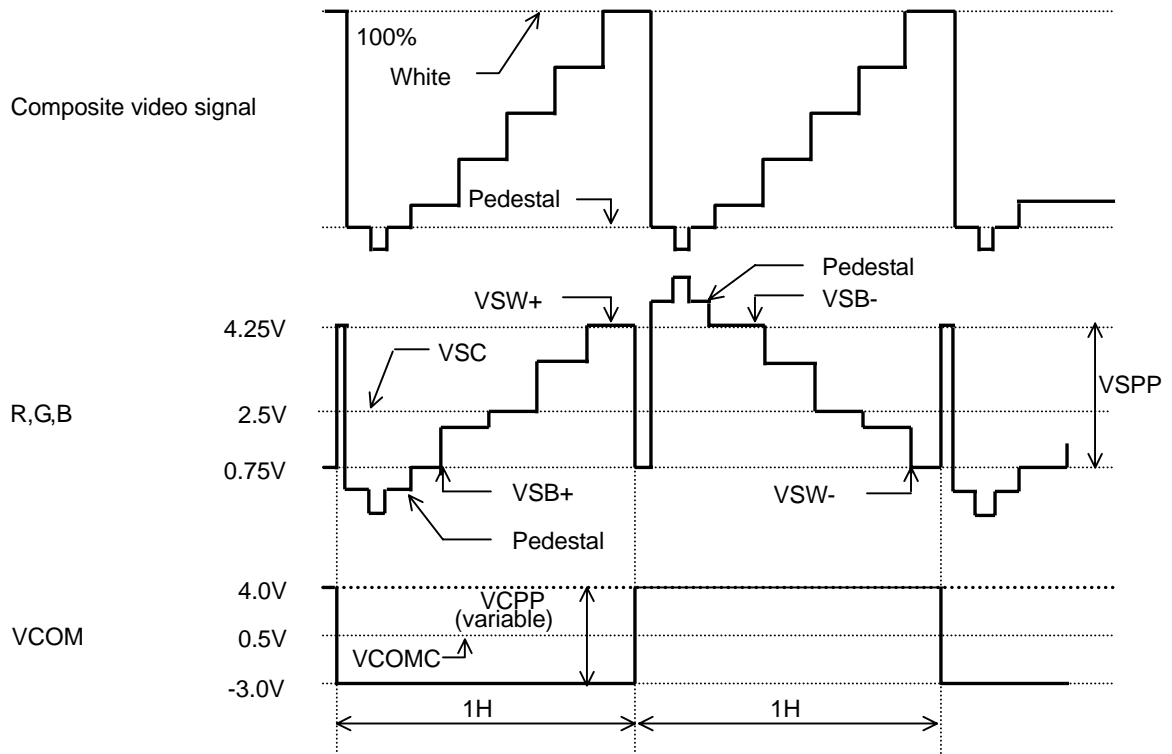 100%
White
Composite video signal
Pedestal
Pedestal
VSW+
VSB-
4.25V
VSC
VSPP
R,G,B
2.5V
0.75V
VSB+
VSW-
Pedestal
4.0V
VCPP
(variable)
VCOM
0.5V
VCOMC
-3.0V
1H
1H